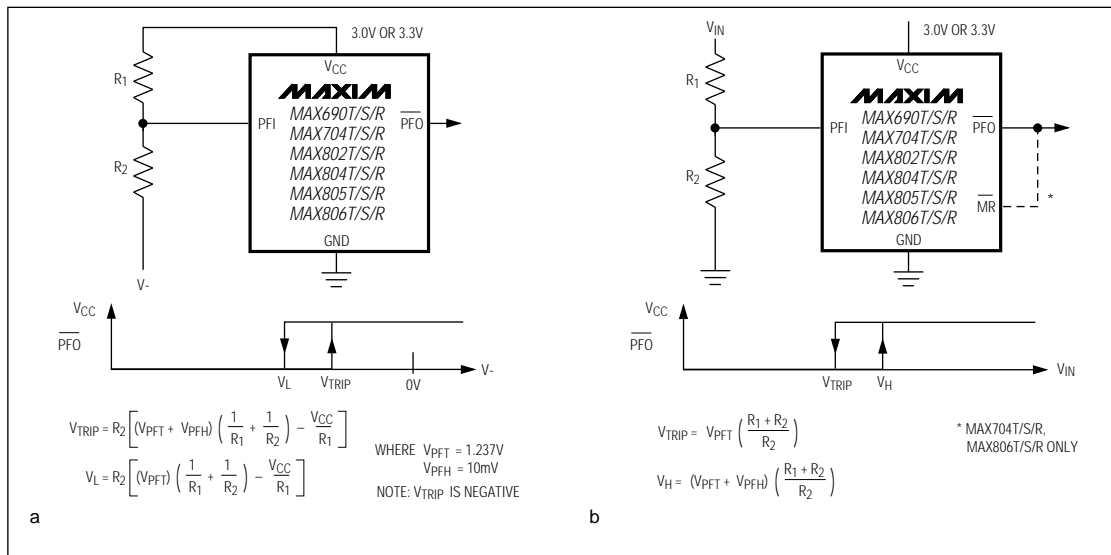 3.0V OR 3.3V
R1
VCC
MAXIM
MAX690T/S/R
MAX704T/S/R
MAX802T/S/R
MAX804T/S/R
MAX805T/S/R
MAX806T/S/R
PFI
PFO
R2
GND
V-
VCC
PFO
VL
VTRIP
0V
V-
VTRIP = R2 [(VPFT + VPFH) (1/R1 + 1/R2) – VCC/R1]
VL = R2 [(VPFT) (1/R1 + 1/R2) – VCC/R1]
WHERE VPFT = 1.237V
VPFH = 10mV
NOTE: VTRIP IS NEGATIVE
a
VIN
3.0V OR 3.3V
R1
VCC
MAXIM
MAX690T/S/R
MAX704T/S/R
MAX802T/S/R
MAX804T/S/R
MAX805T/S/R
MAX806T/S/R
PFI
PFO
R2
MR
*
GND
VCC
PFO
VTRIP
VH
VIN
VTRIP = VPFT (R1 + R2/R2)
VH = (VPFT + VPFH) (R1 + R2/R2)
* MAX704T/S/R,
MAX806T/S/R ONLY
b